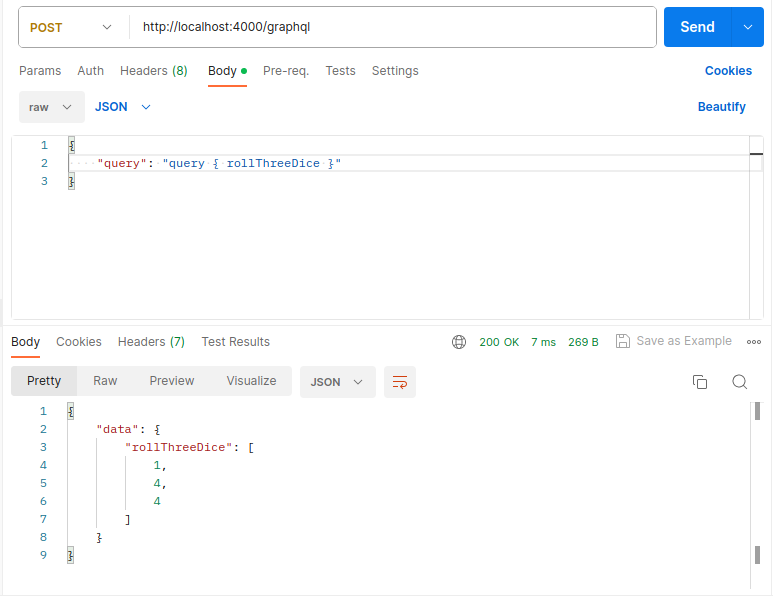 POST http://localhost:4000/graphql Send
Params Auth Headers (8) Body Pre-req. Tests Settings Cookies
raw JSON Beautify
1 {
2 "query": "query { rollThreeDice }"
3 }
Body Cookies Headers (7) Test Results 200 OK 7 ms 269 B Save as Example
Pretty Raw Preview Visualize JSON
1 {
2 "data": {
3 "rollThreeDice": [
4 1,
5 4,
6 4
7 ]
8 }
9 }